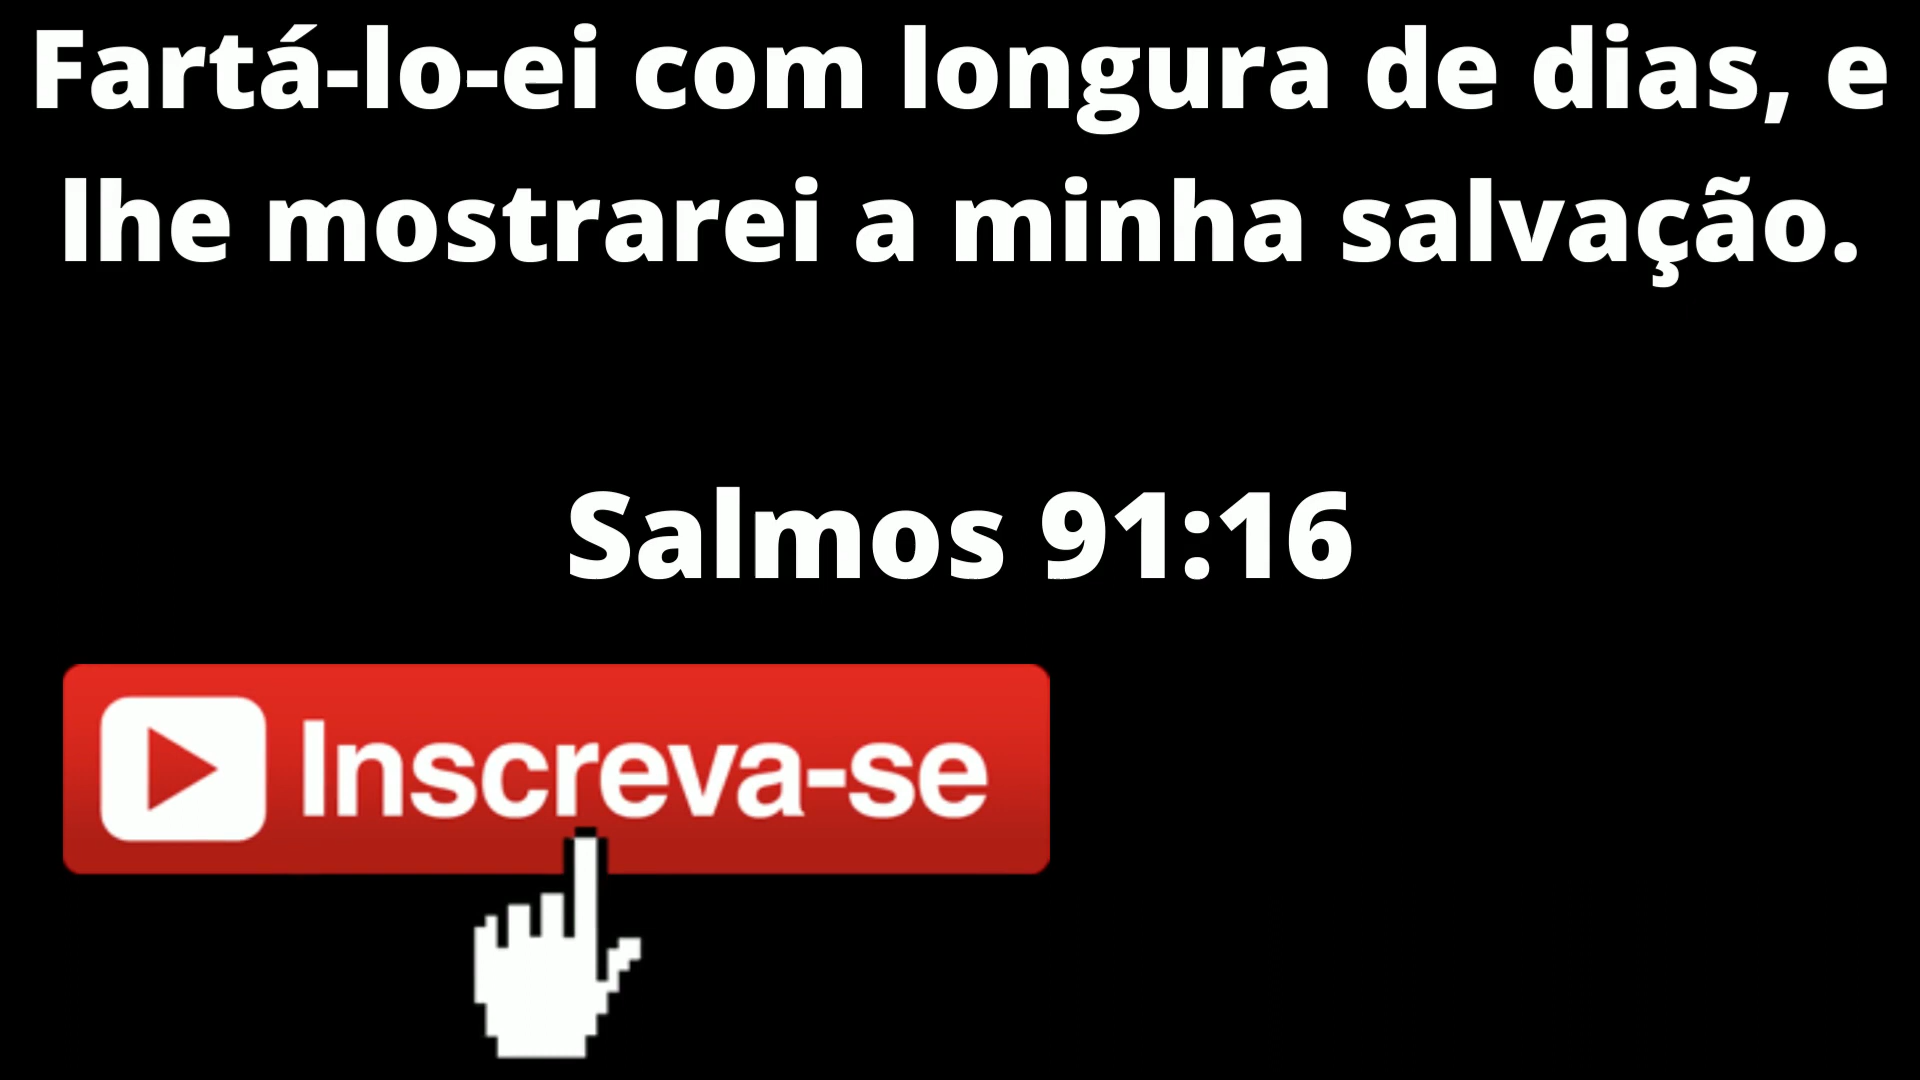 Fartá-lo-ei com longura de dias, e
lhe mostrarei a minha salvação.
Salmos 91:16
Inscreva-se